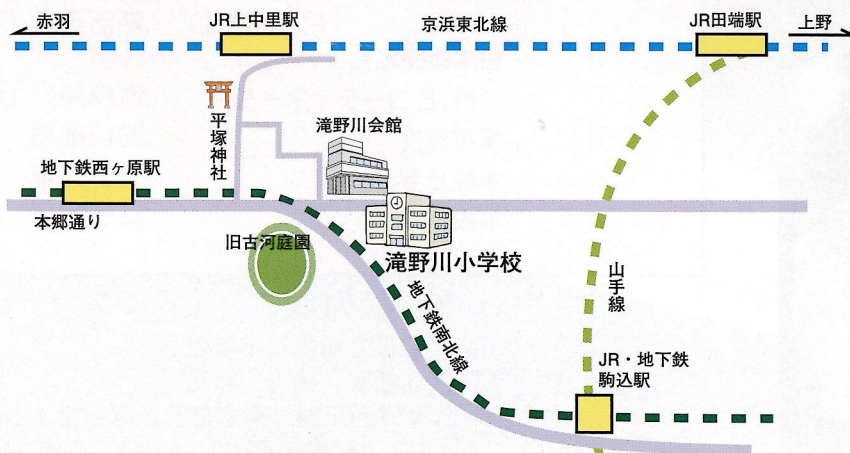 赤羽
JR上中里駅
京浜東北線
JR田端駅
上野
平塚神社
滝野川会館
地下鉄西ヶ原駅
本郷通り
旧古河庭園
滝野川小学校
山手線
地下鉄南北線
JR・地下鉄
駒込駅